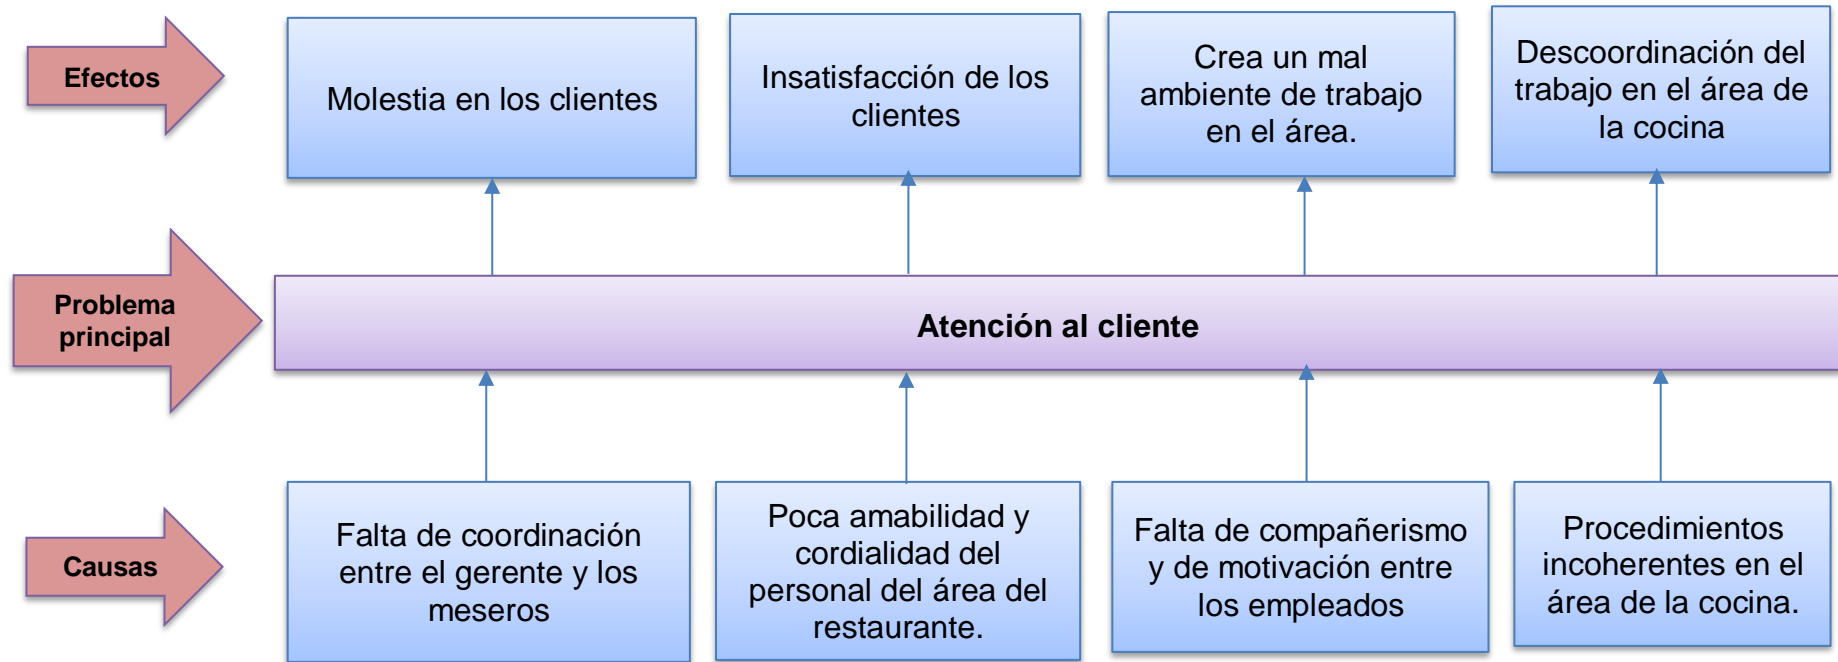 Efectos
Molestia en los clientes
Insatisfacción de los
clientes
Crea un mal
ambiente de trabajo
en el área.
Descoordinación del
trabajo en el área de
la cocina
Problema
principal
Atención al cliente
Causas
Falta de coordinación
entre el gerente y los
meseros
Poca amabilidad y
cordialidad del
personal del área del
restaurante.
Falta de compañerismo
y de motivación entre
los empleados
Procedimientos
incoherentes en el
área de la cocina.